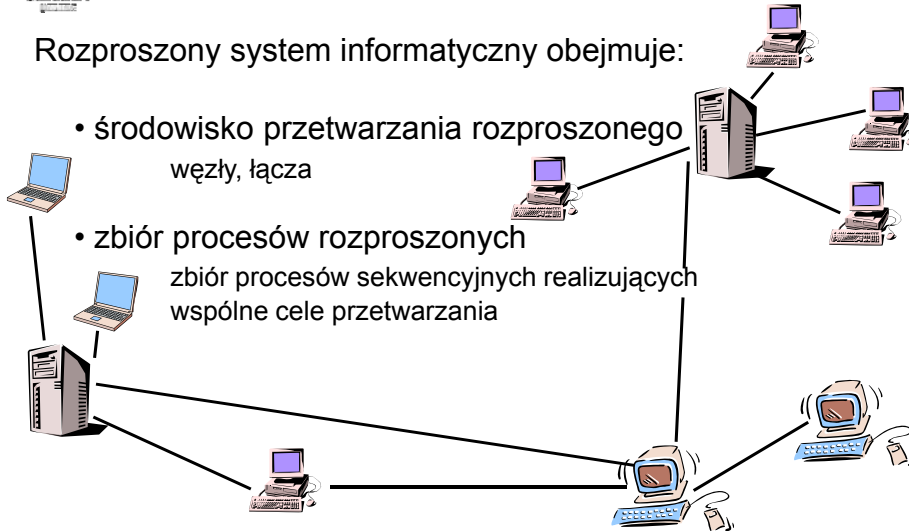 Rozproszony system informatyczny obejmuje:
• środowisko przetwarzania rozproszonego
węzły, łącza
• zbiór procesów rozproszonych
zbiór procesów sekwencyjnych realizujących
wspólne cele przetwarzania